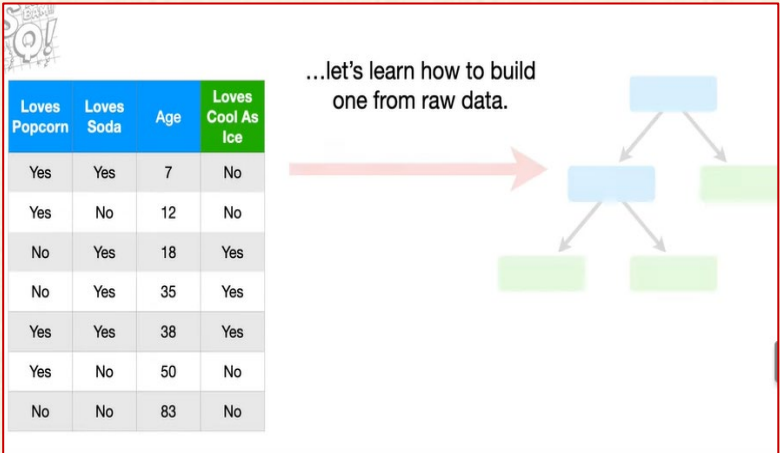 ...let's learn how to build
one from raw data.
Loves Popcorn Loves Soda Age Loves Cool As Ice
Yes Yes 7 No
Yes No 12 No
No Yes 18 Yes
No Yes 35 Yes
Yes Yes 38 Yes
Yes No 50 No
No No 83 No